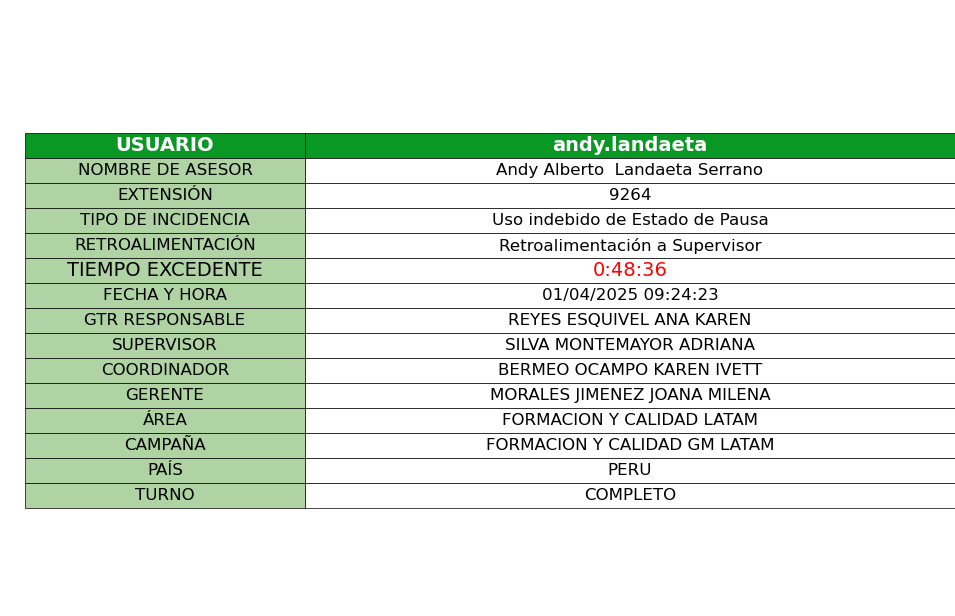 USUARIO andy.landaeta
NOMBRE DE ASESOR Andy Alberto  Landaeta Serrano
EXTENSIÓN 9264
TIPO DE INCIDENCIA Uso indebido de Estado de Pausa
RETROALIMENTACIÓN Retroalimentación a Supervisor
TIEMPO EXCEDENTE 0:48:36
FECHA Y HORA 01/04/2025 09:24:23
GTR RESPONSABLE REYES ESQUIVEL ANA KAREN
SUPERVISOR SILVA MONTEMAYOR ADRIANA
COORDINADOR BERMEO OCAMPO KAREN IVETT
GERENTE MORALES JIMENEZ JOANA MILENA
ÁREA FORMACION Y CALIDAD LATAM
CAMPAÑA FORMACION Y CALIDAD GM LATAM
PAÍS PERU
TURNO COMPLETO